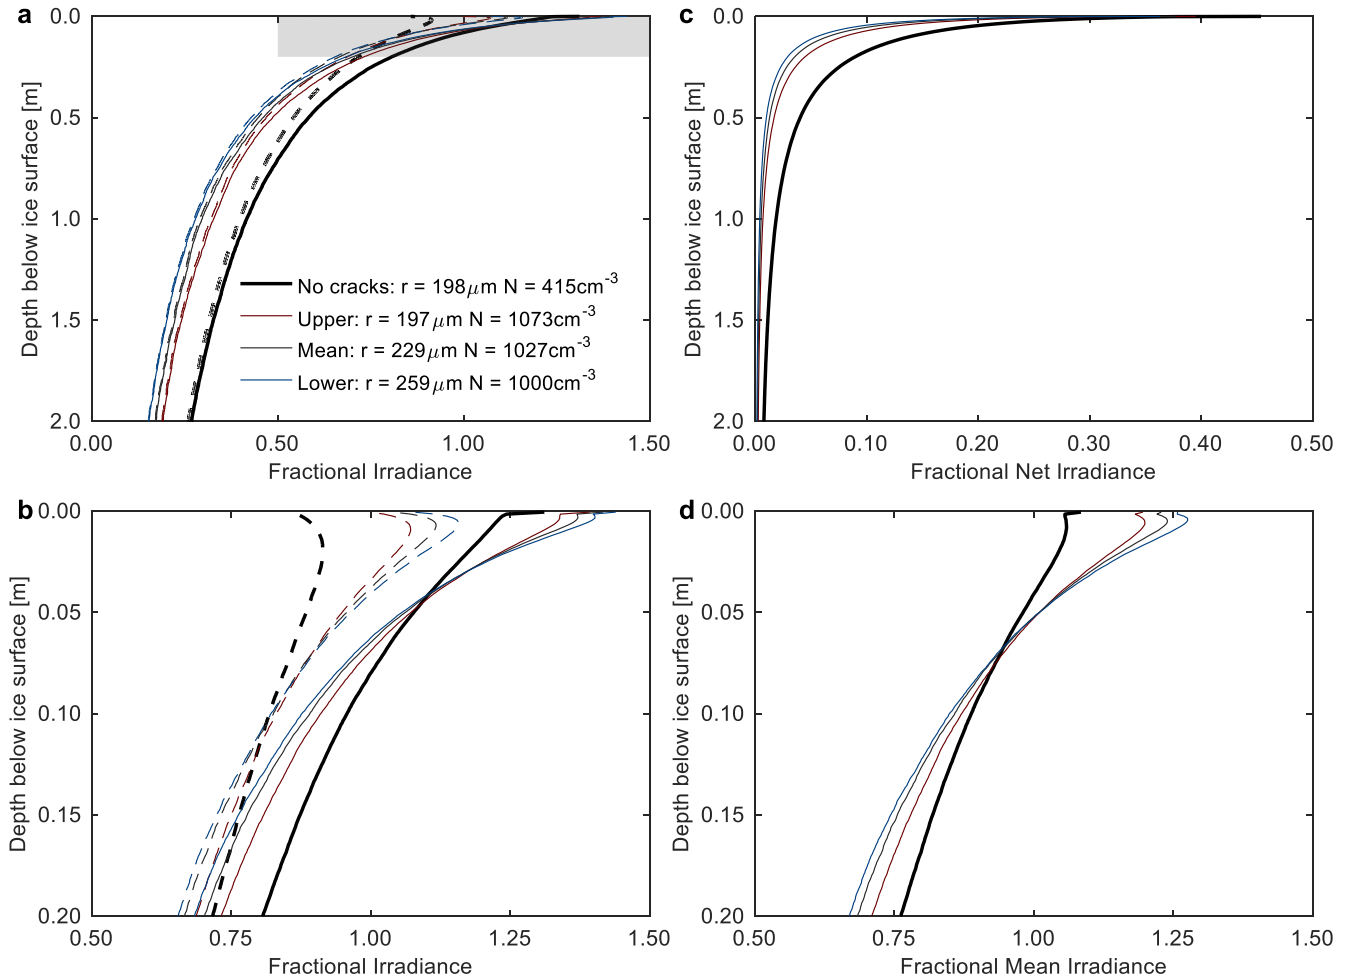 a
0.0
0.5
1.0
1.5
2.0
Depth below ice surface [m]
No cracks: r = 198μm N = 415cm-3
Upper: r = 197μm N = 1073cm-3
Mean: r = 229μm N = 1027cm-3
Lower: r = 259μm N = 1000cm-3
0.00 0.50 1.00 1.50
Fractional Irradiance
c
0.0
0.5
1.0
1.5
2.0
Depth below ice surface [m]
0.00 0.10 0.20 0.30 0.40 0.50
Fractional Net Irradiance
b
0.00
0.05
0.10
0.15
0.20
Depth below ice surface [m]
0.50 0.75 1.00 1.25 1.50
Fractional Irradiance
d
0.00
0.05
0.10
0.15
0.20
Depth below ice surface [m]
0.50 0.75 1.00 1.25 1.50
Fractional Mean Irradiance